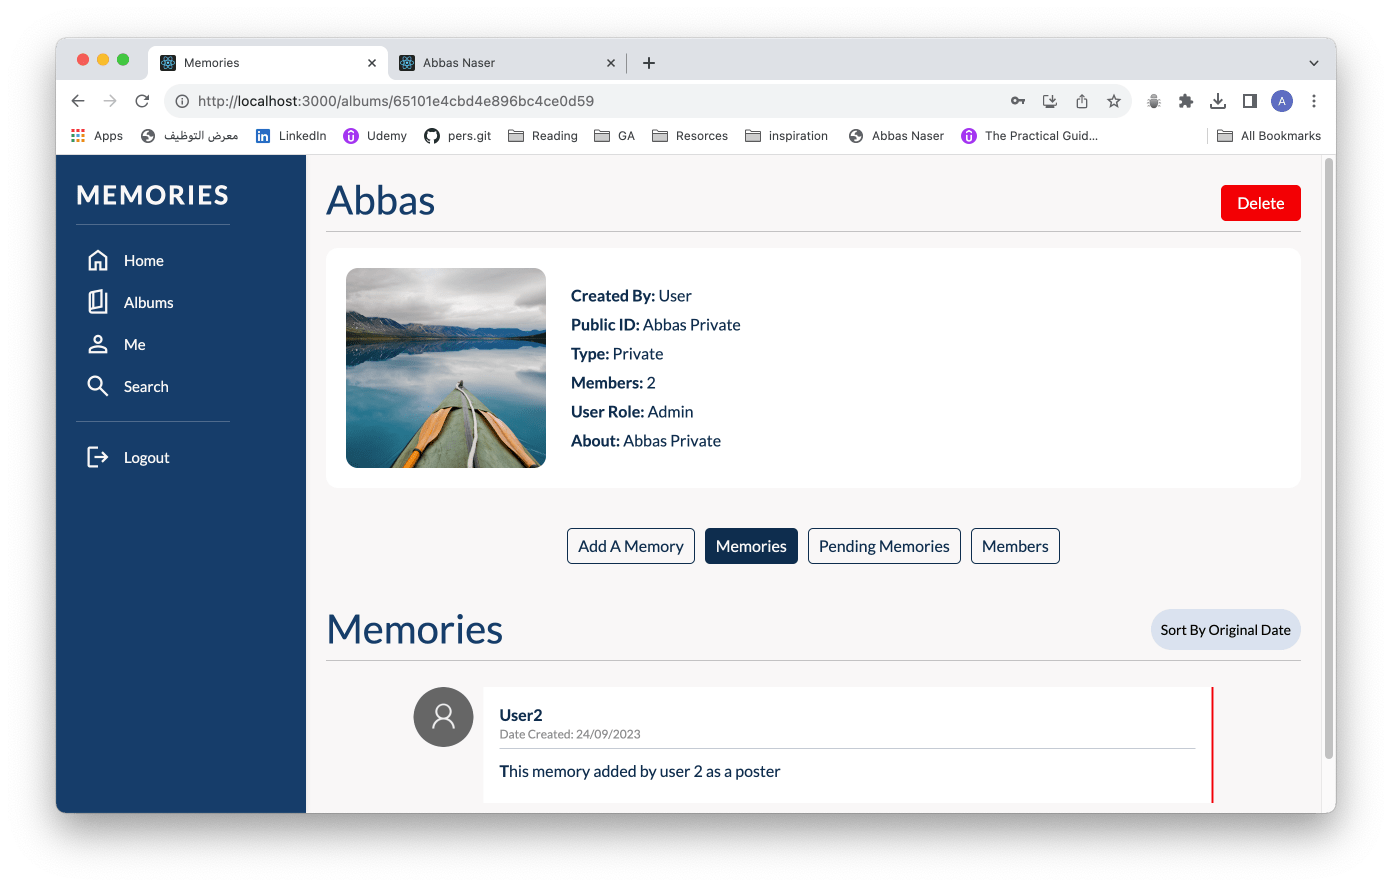 Memories
Abbas Naser
http://localhost:3000/albums/65101e4cbd4e896bc4ce0d59
A
Apps
معرض التوظيف
LinkedIn
Udemy
pers.git
Reading
GA
Resorces
inspiration
Abbas Naser
The Practical Guid...
All Bookmarks
MEMORIES
Home
Albums
Me
Search
Logout
Abbas
Delete
Created By: User
Public ID: Abbas Private
Type: Private
Members: 2
User Role: Admin
About: Abbas Private
Add A Memory
Memories
Pending Memories
Members
Memories
Sort By Original Date
User2
Date Created: 24/09/2023
This memory added by user 2 as a poster